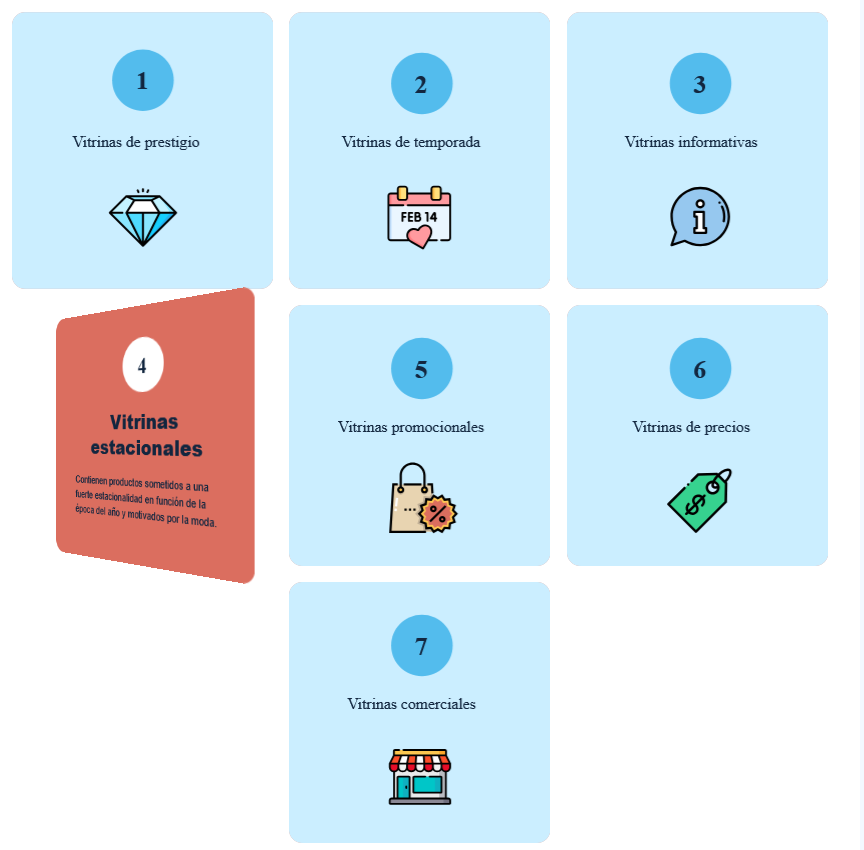 1
Vitrinas de prestigio
2
Vitrinas de temporada
FEB 14
3
Vitrinas informativas
i
4
Vitrinas
estacionales
Contienen productos sometidos a una
fuerte estacionalidad en función de la
época del año y motivados por la moda.
5
Vitrinas promocionales
%
6
Vitrinas de precios
$
7
Vitrinas comerciales